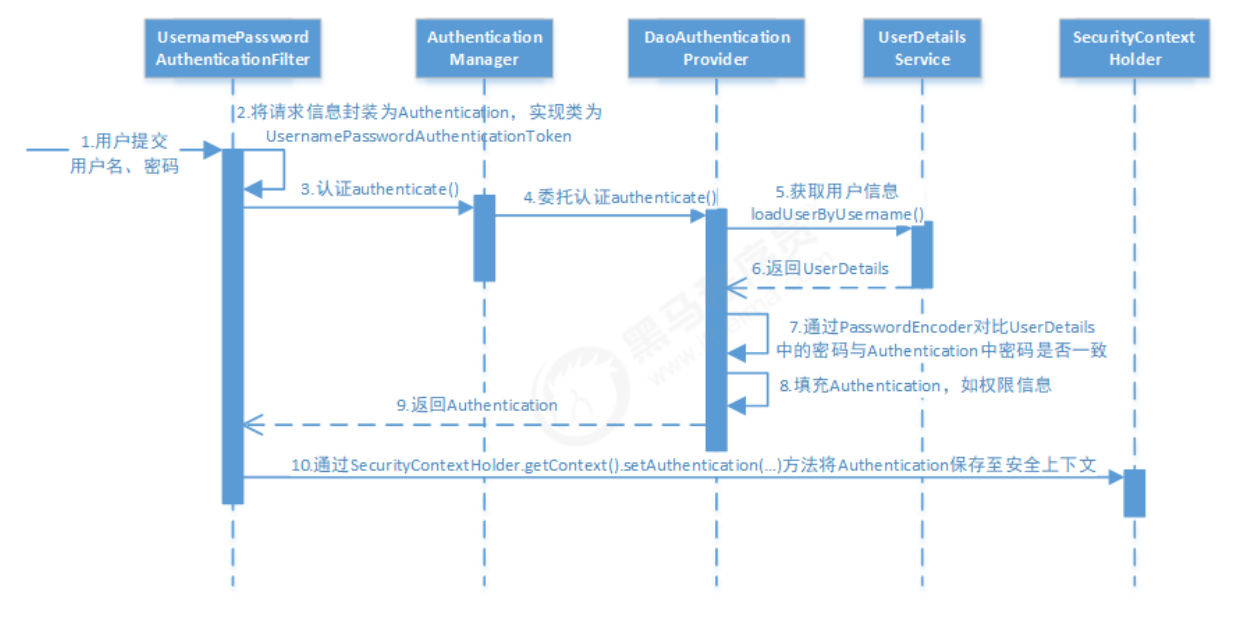 UsernamePassword
AuthenticationFilter
Authentication
Manager
DaoAuthentication
Provider
UserDetails
Service
SecurityContext
Holder
2.将请求信息封装为Authentication，实现类为
UsernamePasswordAuthenticationToken
1.用户提交
用户名、密码
3.认证authenticate()
4.委托认证authenticate()
5.获取用户信息
loadUserByUsername()
6.返回UserDetails
7.通过PasswordEncoder对比UserDetails
中的密码与Authentication中密码是否一致
8.填充Authentication，如权限信息
9.返回Authentication
10.通过SecurityContextHolder.getContext().setAuthentication(…)方法将Authentication保存至安全上下文
黑马程序员